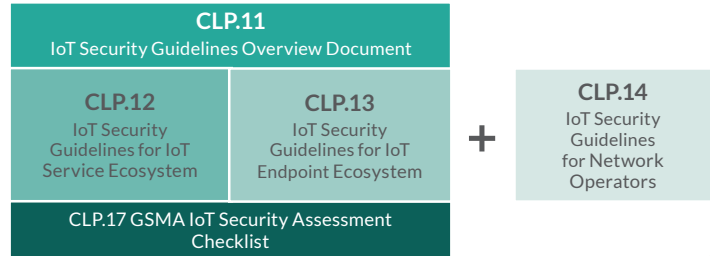 CLP.11
IoT Security Guidelines Overview Document
CLP.12
IoT Security
Guidelines for IoT
Service Ecosystem
CLP.13
IoT Security
Guidelines for IoT
Endpoint Ecosystem
+
CLP.14
IoT Security
Guidelines
for Network
Operators
CLP.17 GSMA IoT Security Assessment
Checklist